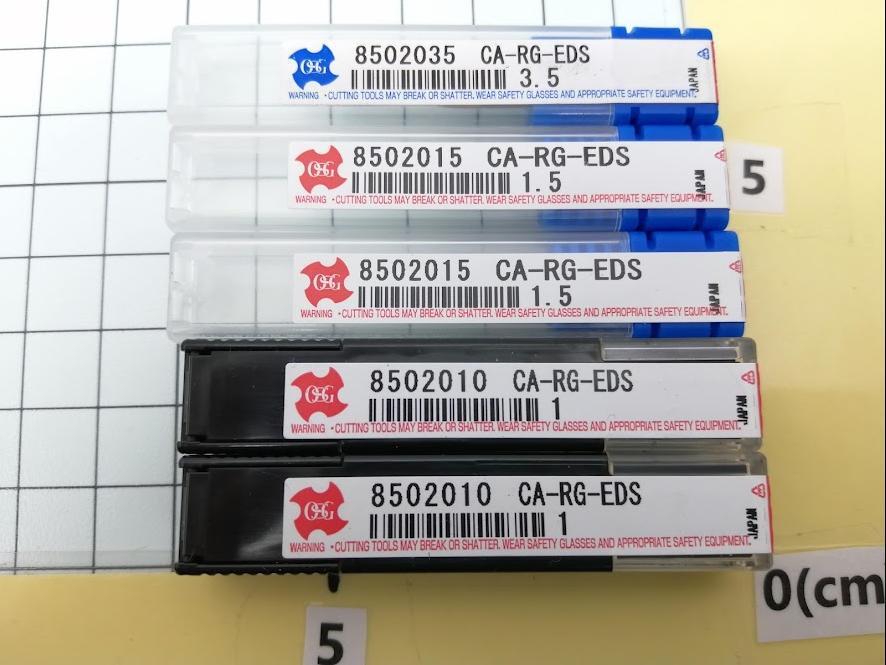 OSG 8502035 CA-RG-EDS
3.5
WARNING ・CUTTING TOOLS MAY BREAK OR SHATTER. WEAR SAFETY GLASSES AND APPROPRIATE SAFETY EQUIPMENT.
JAPAN
OSG 8502015 CA-RG-EDS
1.5
WARNING ・CUTTING TOOLS MAY BREAK OR SHATTER. WEAR SAFETY GLASSES AND APPROPRIATE SAFETY EQUIPMENT.
JAPAN
5
OSG 8502015 CA-RG-EDS
1.5
WARNING ・CUTTING TOOLS MAY BREAK OR SHATTER. WEAR SAFETY GLASSES AND APPROPRIATE SAFETY EQUIPMENT.
JAPAN
OSG 8502010 CA-RG-EDS
1
WARNING ・CUTTING TOOLS MAY BREAK OR SHATTER. WEAR SAFETY GLASSES AND APPROPRIATE SAFETY EQUIPMENT.
JAPAN
OSG 8502010 CA-RG-EDS
1
WARNING ・CUTTING TOOLS MAY BREAK OR SHATTER. WEAR SAFETY GLASSES AND APPROPRIATE SAFETY EQUIPMENT.
JAPAN
0(cm
5